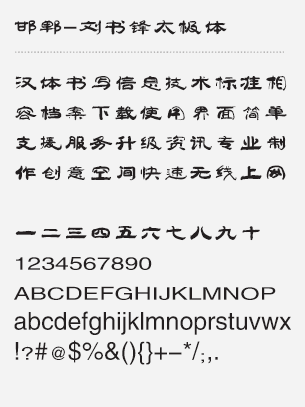 邯郸-刘书锋太极体
汉体书写信息技术标准相
容档案下载使用界面简单
支援服务升级资讯专业制
作创意空间快速无线上网
一二三四五六七八九十
1234567890
ABCDEFGHIJKLMNOP
abcdefghijklmnopqrstuvwx
!?#@$%&(){}+−*/;,.